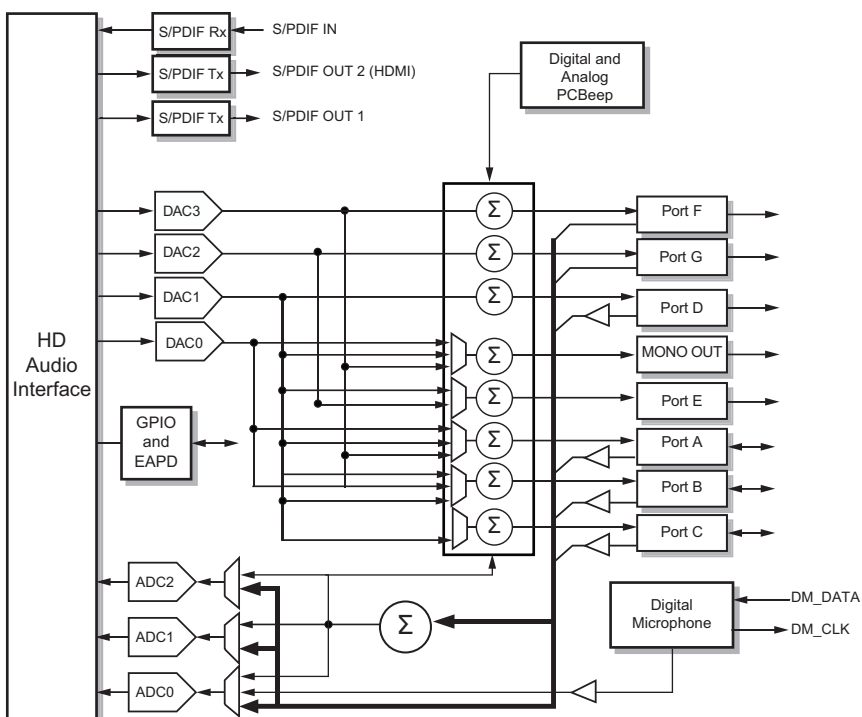 S/PDIF Rx
S/PDIF IN
S/PDIF Tx
S/PDIF OUT 2 (HDMI)
S/PDIF Tx
S/PDIF OUT 1
Digital and
Analog
PCBeep
HD
Audio
Interface
DAC3
Σ
Port F
DAC2
Σ
Port G
DAC1
Σ
Port D
DAC0
Σ
MONO OUT
Σ
Port E
GPIO
and
EAPD
Σ
Port A
Σ
Port B
Σ
Port C
ADC2
ADC1
Σ
ADC0
Digital
Microphone
DM_DATA
DM_CLK